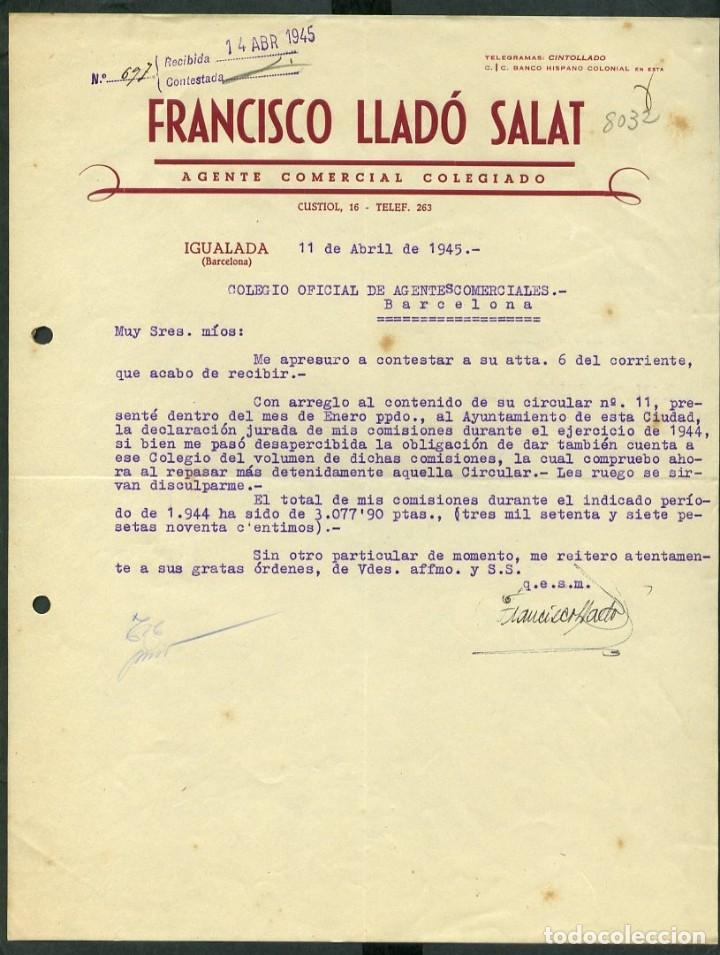 Recibida 14 ABR 1945
N.º 697
Contestada
TELEGRAMAS: CINTOLLADO
C. | C. BANCO HISPANO COLONIAL EN ESTA
8032
FRANCISCO LLADÓ SALAT
AGENTE COMERCIAL COLEGIADO
CUSTIOL, 16 - TELEF. 263
IGUALADA 11 de Abril de 1945.-
(Barcelona)
COLEGIO OFICIAL DE AGENTESCOMERCIALES.-
Barcelona
===================
Muy Sres. míos:
Me apresuro a contestar a su atta. 6 del corriente,
que acabo de recibir.-
Con arreglo al contenido de su circular nº. 11, pre-
senté dentro del mes de Enero ppdo., al Ayuntamiento de esta Ciudad,
la declaración jurada de mis comisiones durante el ejercicio de 1944,
si bien me pasó desapercibida la obligación de dar también cuenta a
ese Colegio del volumen de dichas comisiones, la cual compruebo aho-
ra al repasar más detenidamente aquella Circular.- Les ruego se sir-
van disculparme.-
El total de mis comisiones durante el indicado perío-
do de 1.944 ha sido de 3.077'90 ptas., (tres mil setenta y siete pe-
setas noventa c'entimos).-
Sin otro particular de momento, me reitero atentamen-
te a sus gratas órdenes, de Vdes. affmo. y S.S.
q.e.s.m.
Francisco Lladó
todocoleccion.net